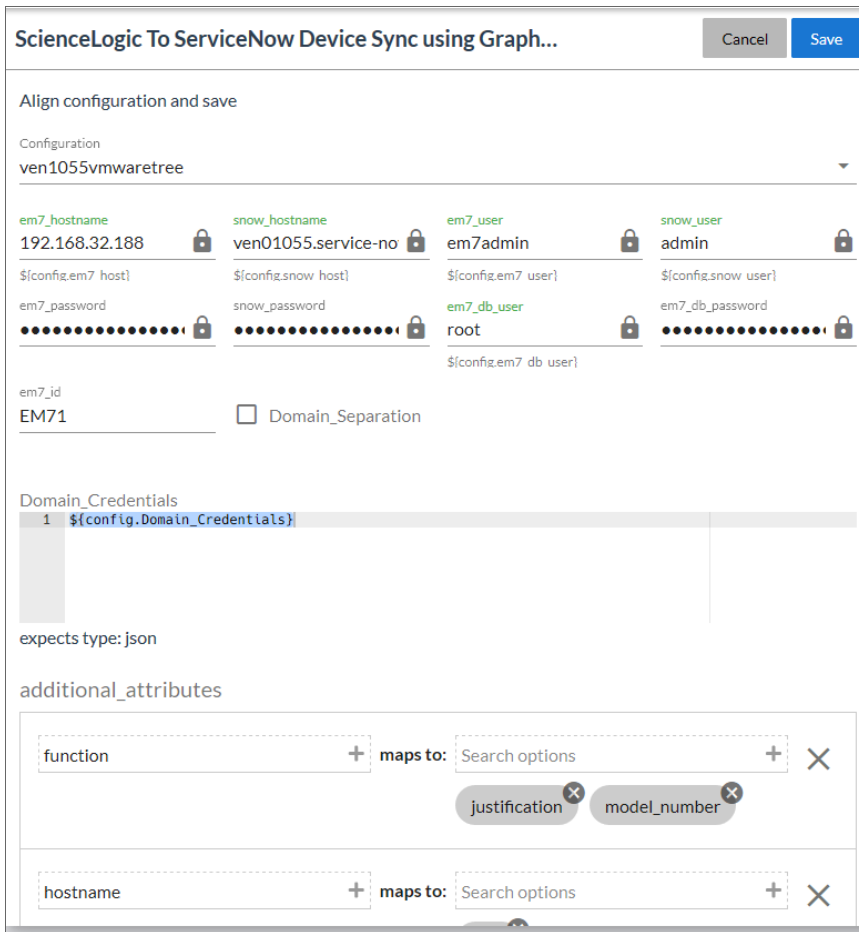 ScienceLogic To ServiceNow Device Sync using Graph...
Cancel
Save
Align configuration and save
Configuration
ven1055vmwaretree
em7_hostname snow_hostname em7_user snow_user
192.168.32.188 ven01055.service-no em7admin admin
${config.em7_host} ${config.snow_host} ${config.em7_user} ${config.snow_user}
em7_password snow_password em7_db_user em7_db_password
root
${config.em7_db_user}
em7_id
EM71 Domain_Separation
Domain_Credentials
1 ${config.Domain_Credentials}
expects type: json
additional_attributes
function + maps to: Search options +
justification model_number
hostname + maps to: Search options +